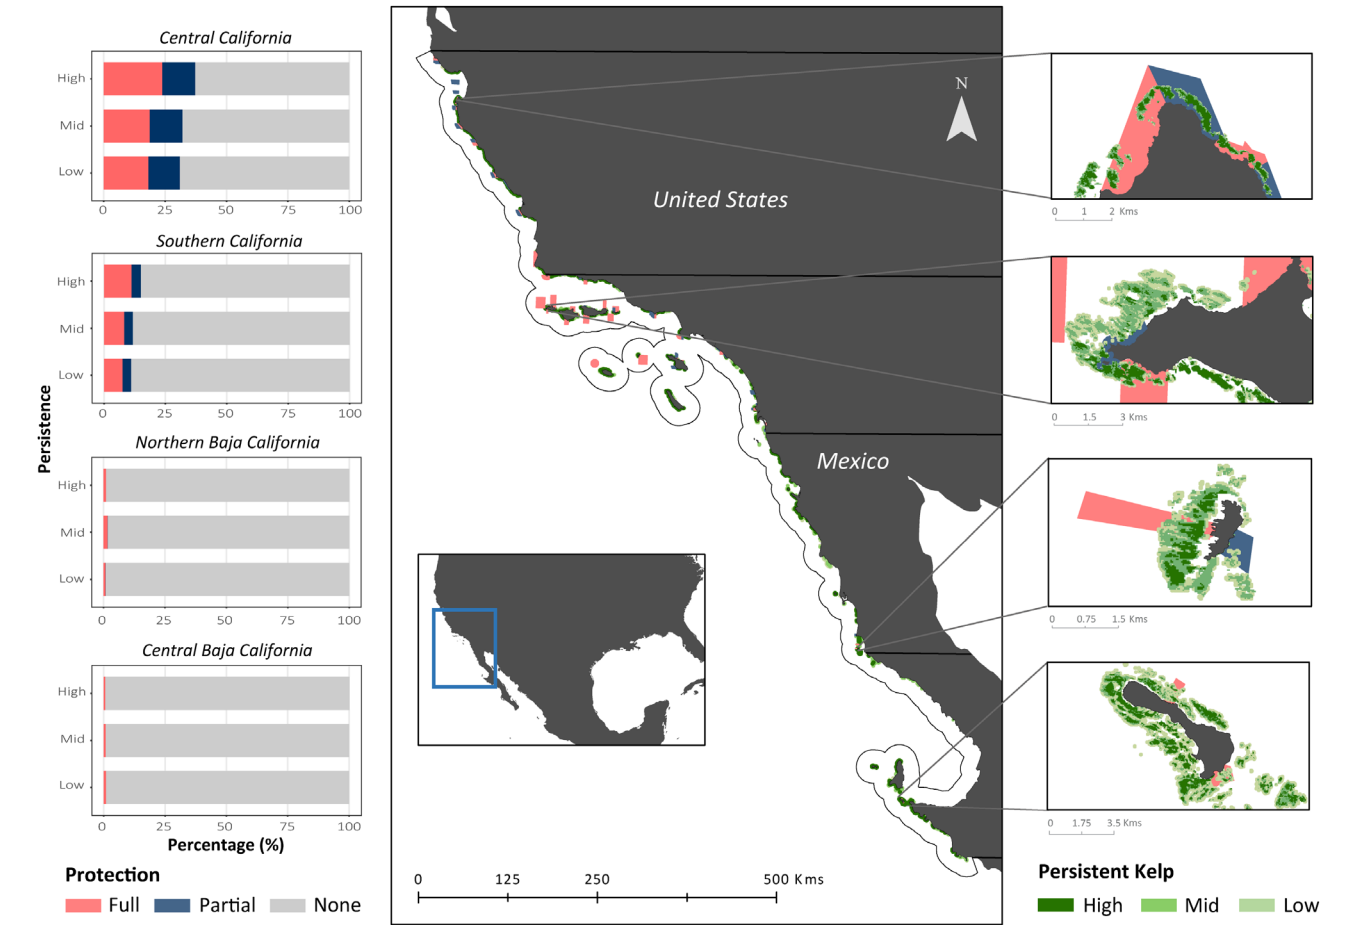 Central California
High
Mid
Low
0 25 50 75 100
Southern California
High
Mid
Low
0 25 50 75 100
Northern Baja California
High
Mid
Low
0 25 50 75 100
Central Baja California
High
Mid
Low
0 25 50 75 100
Persistence
Percentage (%)
Protection
Full Partial None
N
United States
Mexico
0 125 250 500 Kms
0 1 2 Kms
0 1.5 3 Kms
0 0.75 1.5 Kms
0 1.75 3.5 Kms
Persistent Kelp
High Mid Low